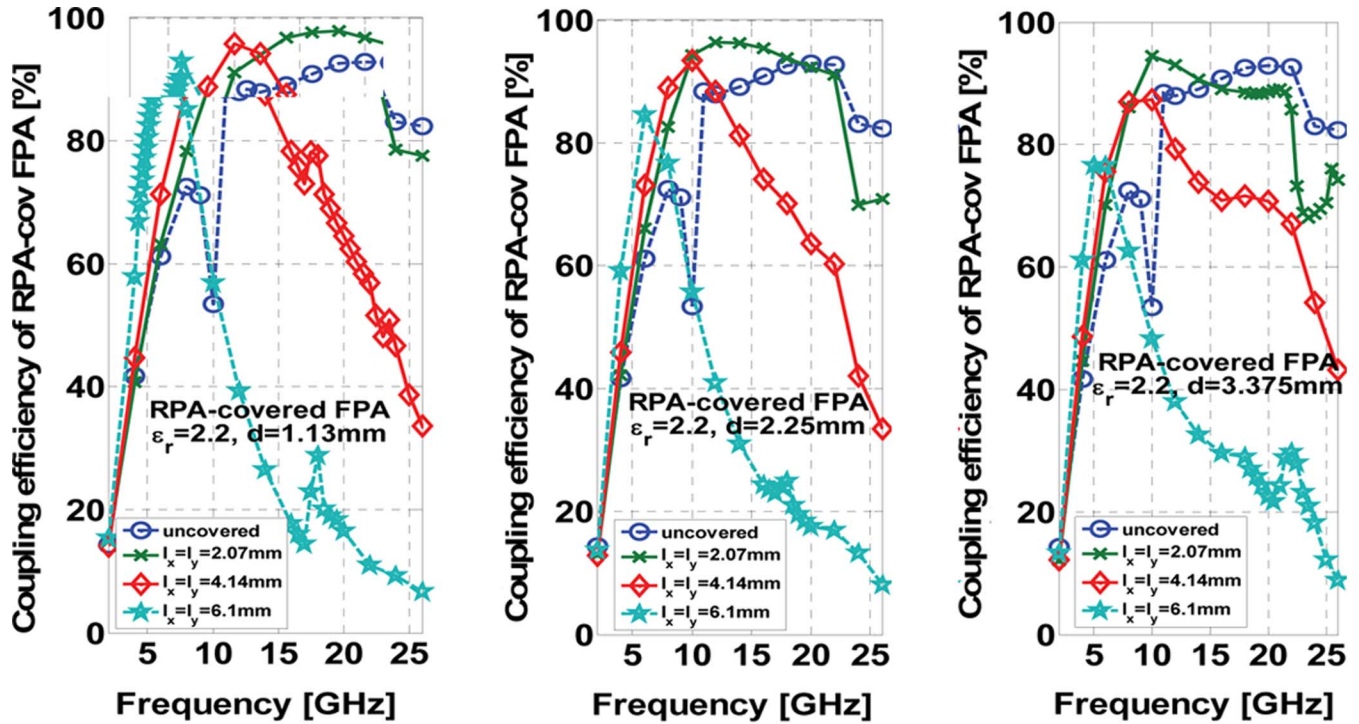 Coupling efficiency of RPA-cov FPA [%]
100
80
60
40
20
0
RPA-covered FPA
εr=2.2, d=1.13mm
uncovered
lx=ly=2.07mm
lx=ly=4.14mm
lx=ly=6.1mm
5 10 15 20 25
Frequency [GHz]
Coupling efficiency of RPA-cov FPA [%]
100
80
60
40
20
0
RPA-covered FPA
εr=2.2, d=2.25mm
uncovered
lx=ly=2.07mm
lx=ly=4.14mm
lx=ly=6.1mm
5 10 15 20 25
Frequency [GHz]
Coupling efficiency of RPA-cov FPA [%]
100
80
60
40
20
0
RPA-covered FPA
εr=2.2, d=3.375mm
uncovered
lx=ly=2.07mm
lx=ly=4.14mm
lx=ly=6.1mm
5 10 15 20 25
Frequency [GHz]